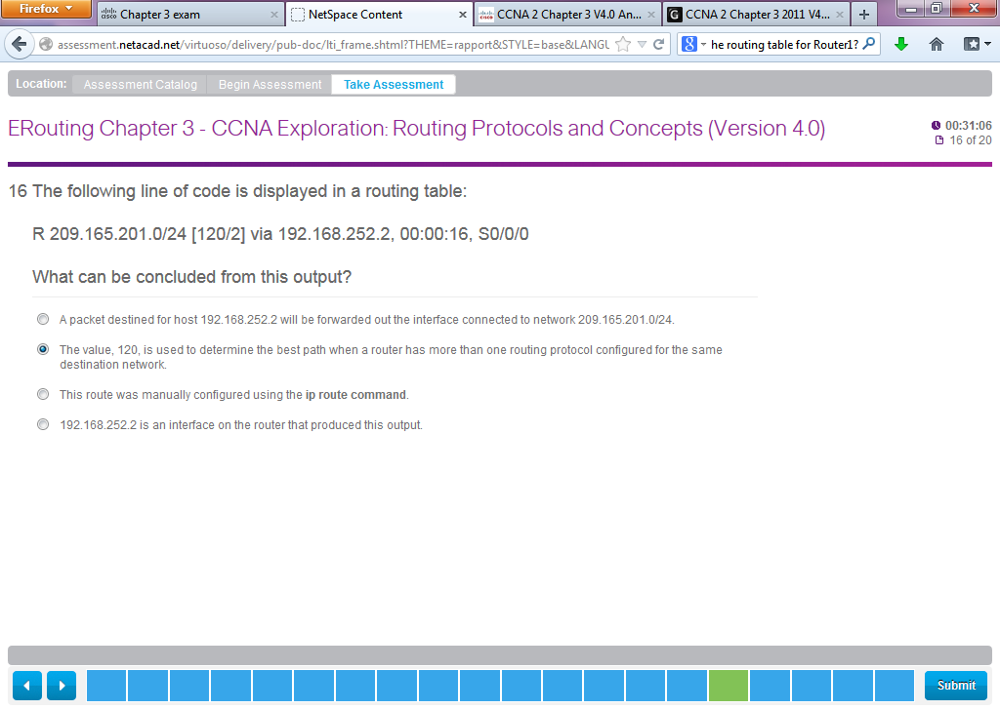 Firefox
Chapter 3 exam
NetSpace Content
CCNA 2 Chapter 3 V4.0 An...
CCNA 2 Chapter 3 2011 V4...
assessment.netacad.net/virtuoso/delivery/pub-doc/lti_frame.shtml?THEME=rapport&STYLE=base&LANGU
he routing table for Router1?
Location:
Assessment Catalog
Begin Assessment
Take Assessment
ERouting Chapter 3 - CCNA Exploration: Routing Protocols and Concepts (Version 4.0)
00:31:06
16 of 20
16 The following line of code is displayed in a routing table:
R 209.165.201.0/24 [120/2] via 192.168.252.2, 00:00:16, S0/0/0
What can be concluded from this output?
A packet destined for host 192.168.252.2 will be forwarded out the interface connected to network 209.165.201.0/24.
The value, 120, is used to determine the best path when a router has more than one routing protocol configured for the same
destination network.
This route was manually configured using the ip route command.
192.168.252.2 is an interface on the router that produced this output.
Submit